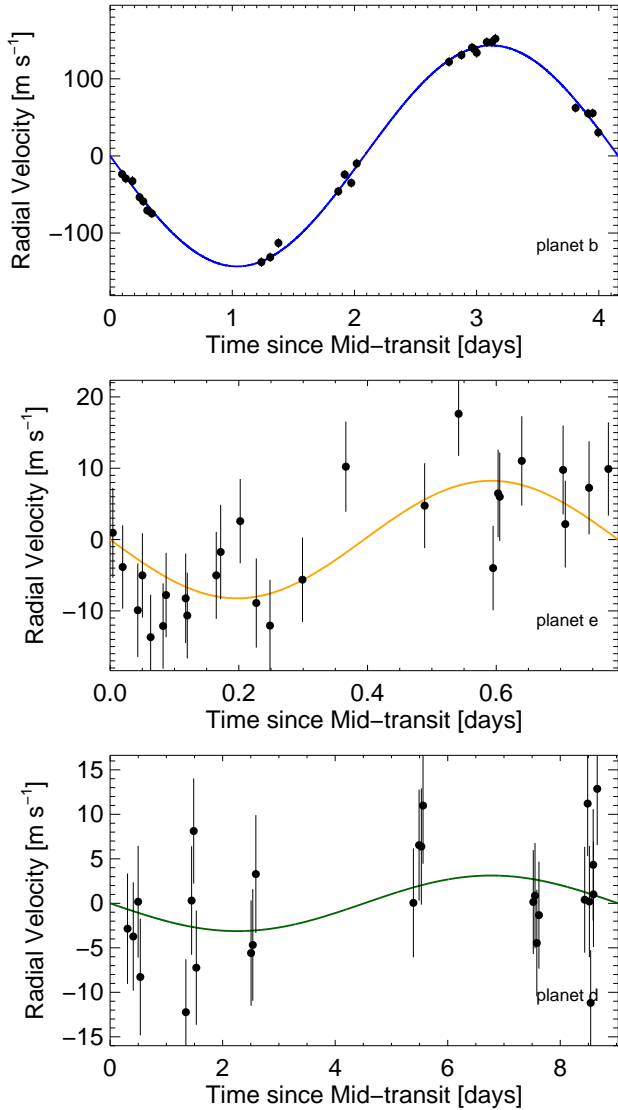 Radial Velocity [m s−1]
100
0
−100
planet b
0 1 2 3 4
Time since Mid−transit [days]
Radial Velocity [m s−1]
20
10
0
−10
planet e
0.0 0.2 0.4 0.6
Time since Mid−transit [days]
Radial Velocity [m s−1]
15
10
5
0
−5
−10
−15
planet d
0 2 4 6 8
Time since Mid−transit [days]